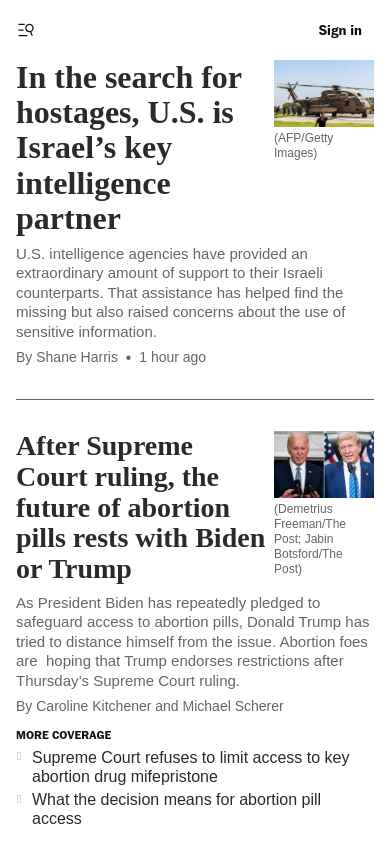 Sign in
In the search for
hostages, U.S. is
Israel’s key
intelligence
partner
(AFP/Getty
Images)
U.S. intelligence agencies have provided an
extraordinary amount of support to their Israeli
counterparts. That assistance has helped find the
missing but also raised concerns about the use of
sensitive information.
By Shane Harris • 1 hour ago
After Supreme
Court ruling, the
future of abortion
pills rests with Biden
or Trump
(Demetrius
Freeman/The
Post; Jabin
Botsford/The
Post)
As President Biden has repeatedly pledged to
safeguard access to abortion pills, Donald Trump has
tried to distance himself from the issue. Abortion foes
are  hoping that Trump endorses restrictions after
Thursday’s Supreme Court ruling.
By Caroline Kitchener and Michael Scherer
MORE COVERAGE
Supreme Court refuses to limit access to key
abortion drug mifepristone
What the decision means for abortion pill
access